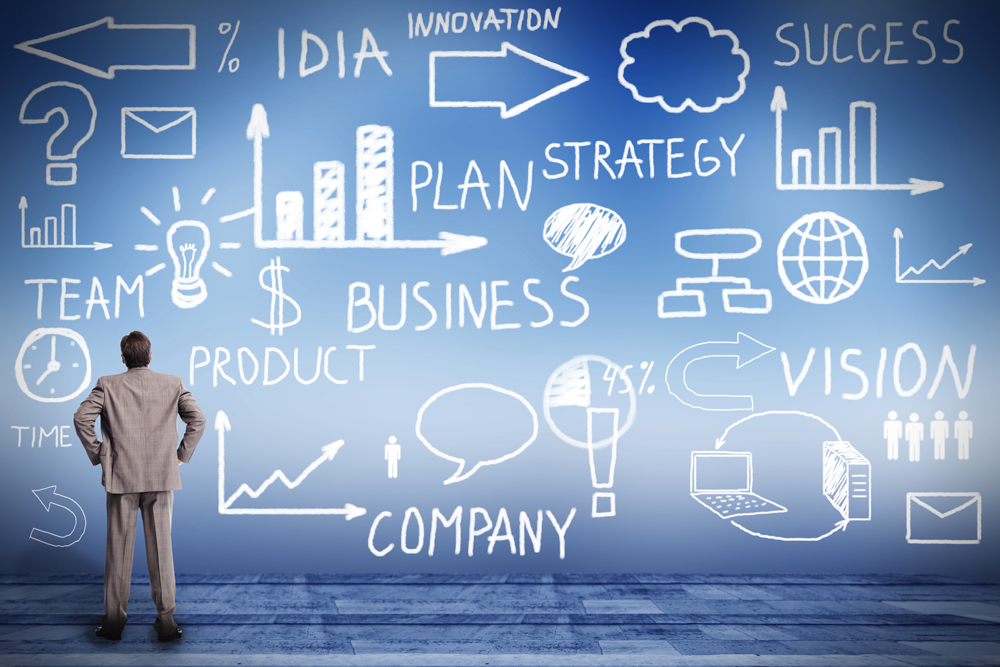 %
IDIA
INNOVATION
SUCCESS
?
PLAN
STRATEGY
TEAM
$
BUSINESS
PRODUCT
45%
VISION
TIME
!
COMPANY